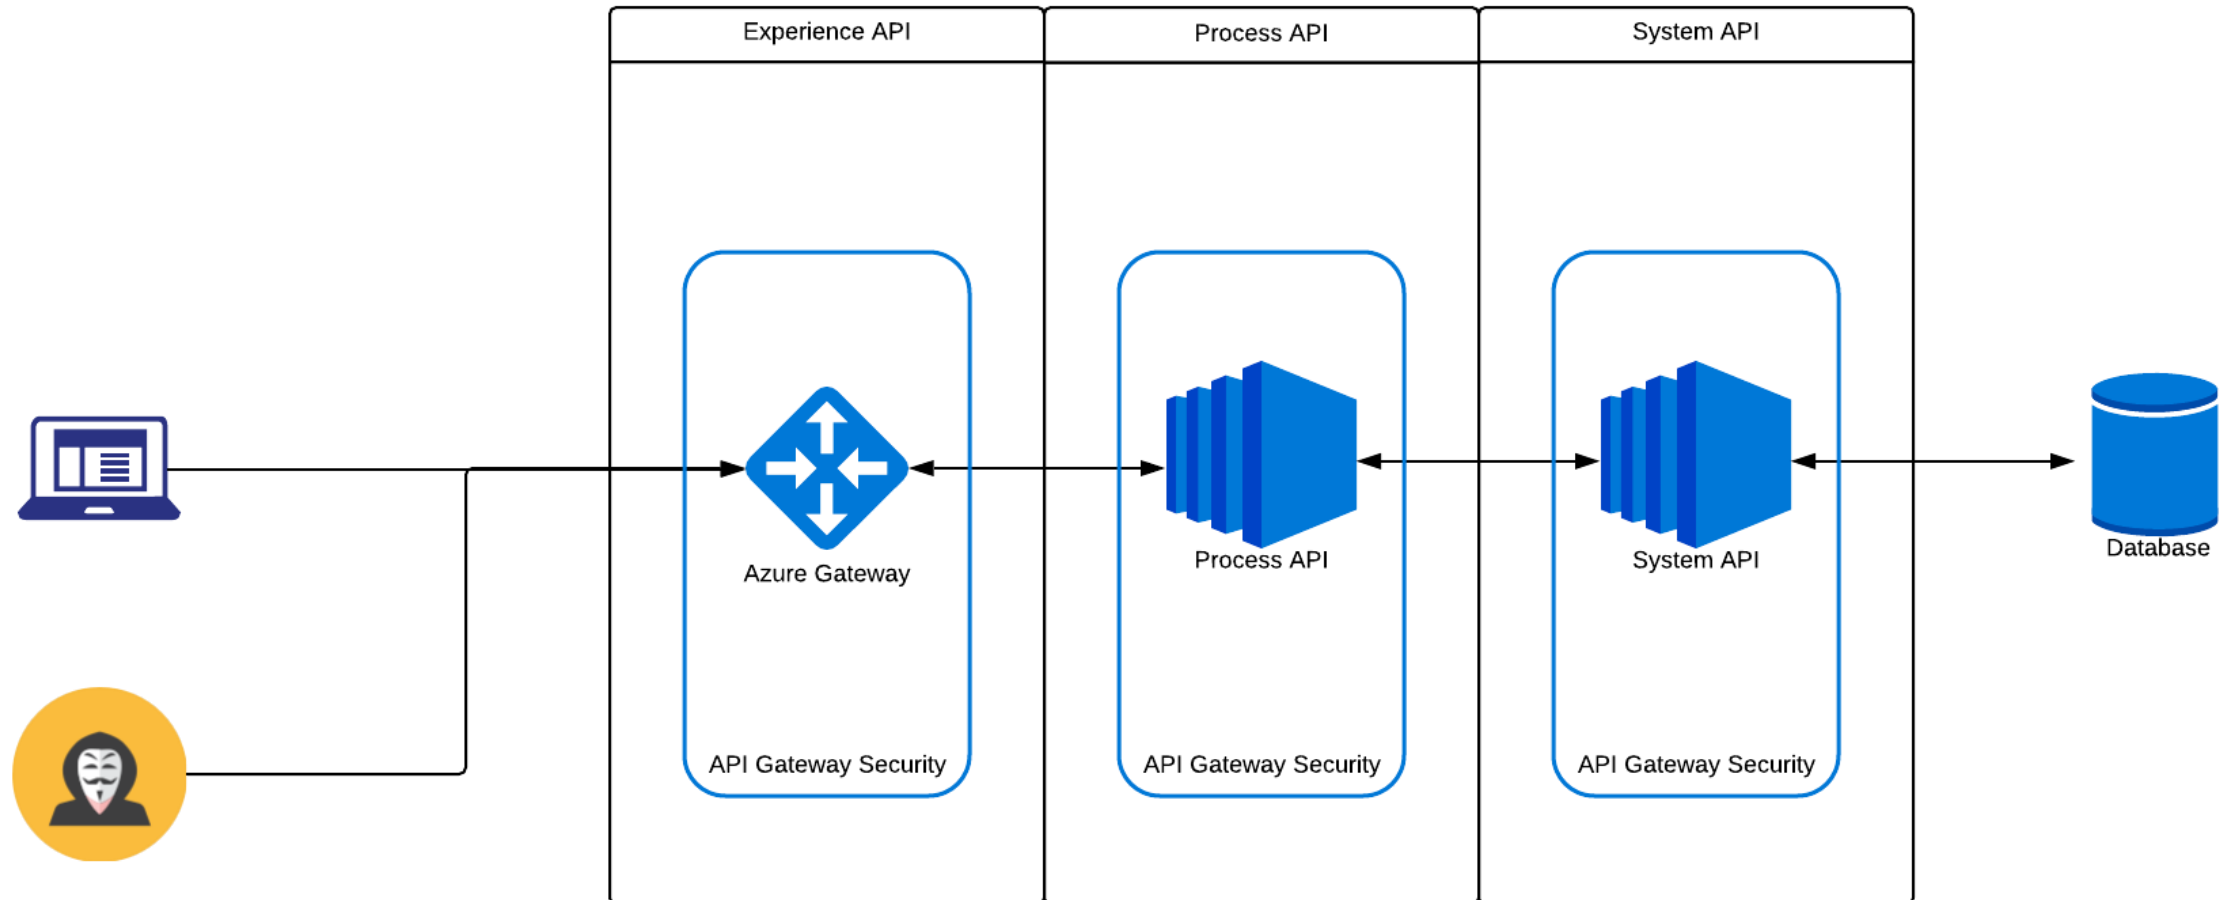 Experience API
Process API
System API
Azure Gateway
Process API
System API
Database
API Gateway Security
API Gateway Security
API Gateway Security